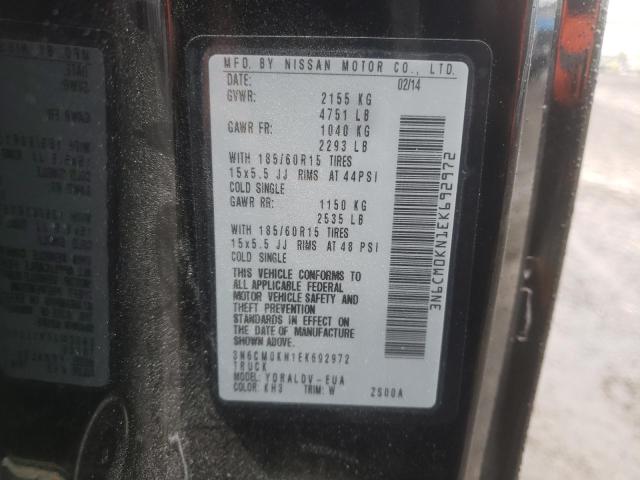 MFD. BY NISSAN MOTOR CO., LTD.
DATE: 02/14
GVWR: 2155 KG
4751 LB
GAWR FR: 1040 KG
2293 LB
WITH 185/60R15 TIRES
15x5.5 JJ RIMS AT 44PSI
COLD SINGLE
GAWR RR: 1150 KG
2535 LB
WITH 185/60R15 TIRES
15x5.5 JJ RIMS AT 48 PSI
COLD SINGLE
THIS VEHICLE CONFORMS TO
ALL APPLICABLE FEDERAL
MOTOR VEHICLE SAFETY AND
THEFT PREVENTION
STANDARDS IN EFFECT ON
THE DATE OF MANUFACTURE
SHOWN ABOVE.
3N6CM0KN1EK692972
TRUCK
MODEL: YDRALDV-EUA
COLOR: KH3 TRIM: W 2S00A
3N6CM0KN1EK692972